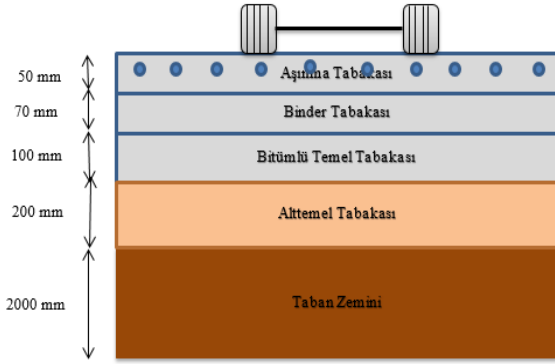 50 mm Aşınma Tabakası
70 mm Binder Tabakası
100 mm Bitümlü Temel Tabakası
200 mm Alttemel Tabakası
2000 mm Taban Zemini